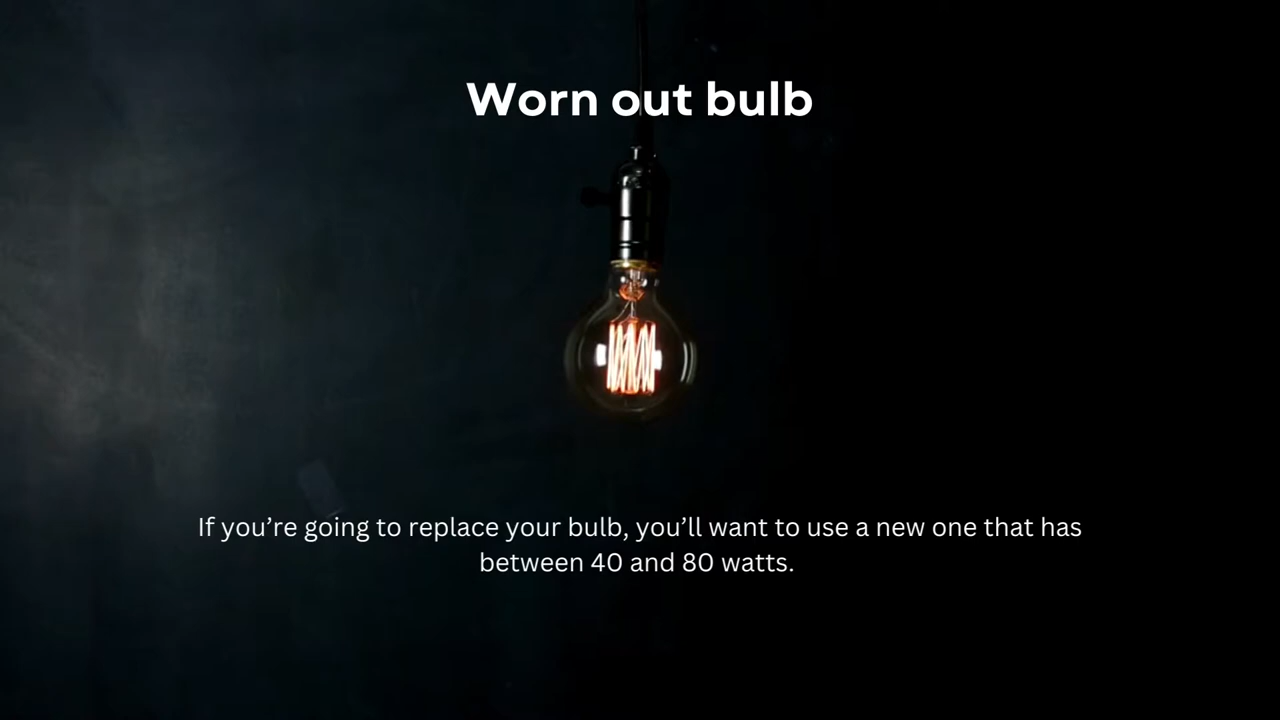 Worn out bulb
If you’re going to replace your bulb, you’ll want to use a new one that has
between 40 and 80 watts.